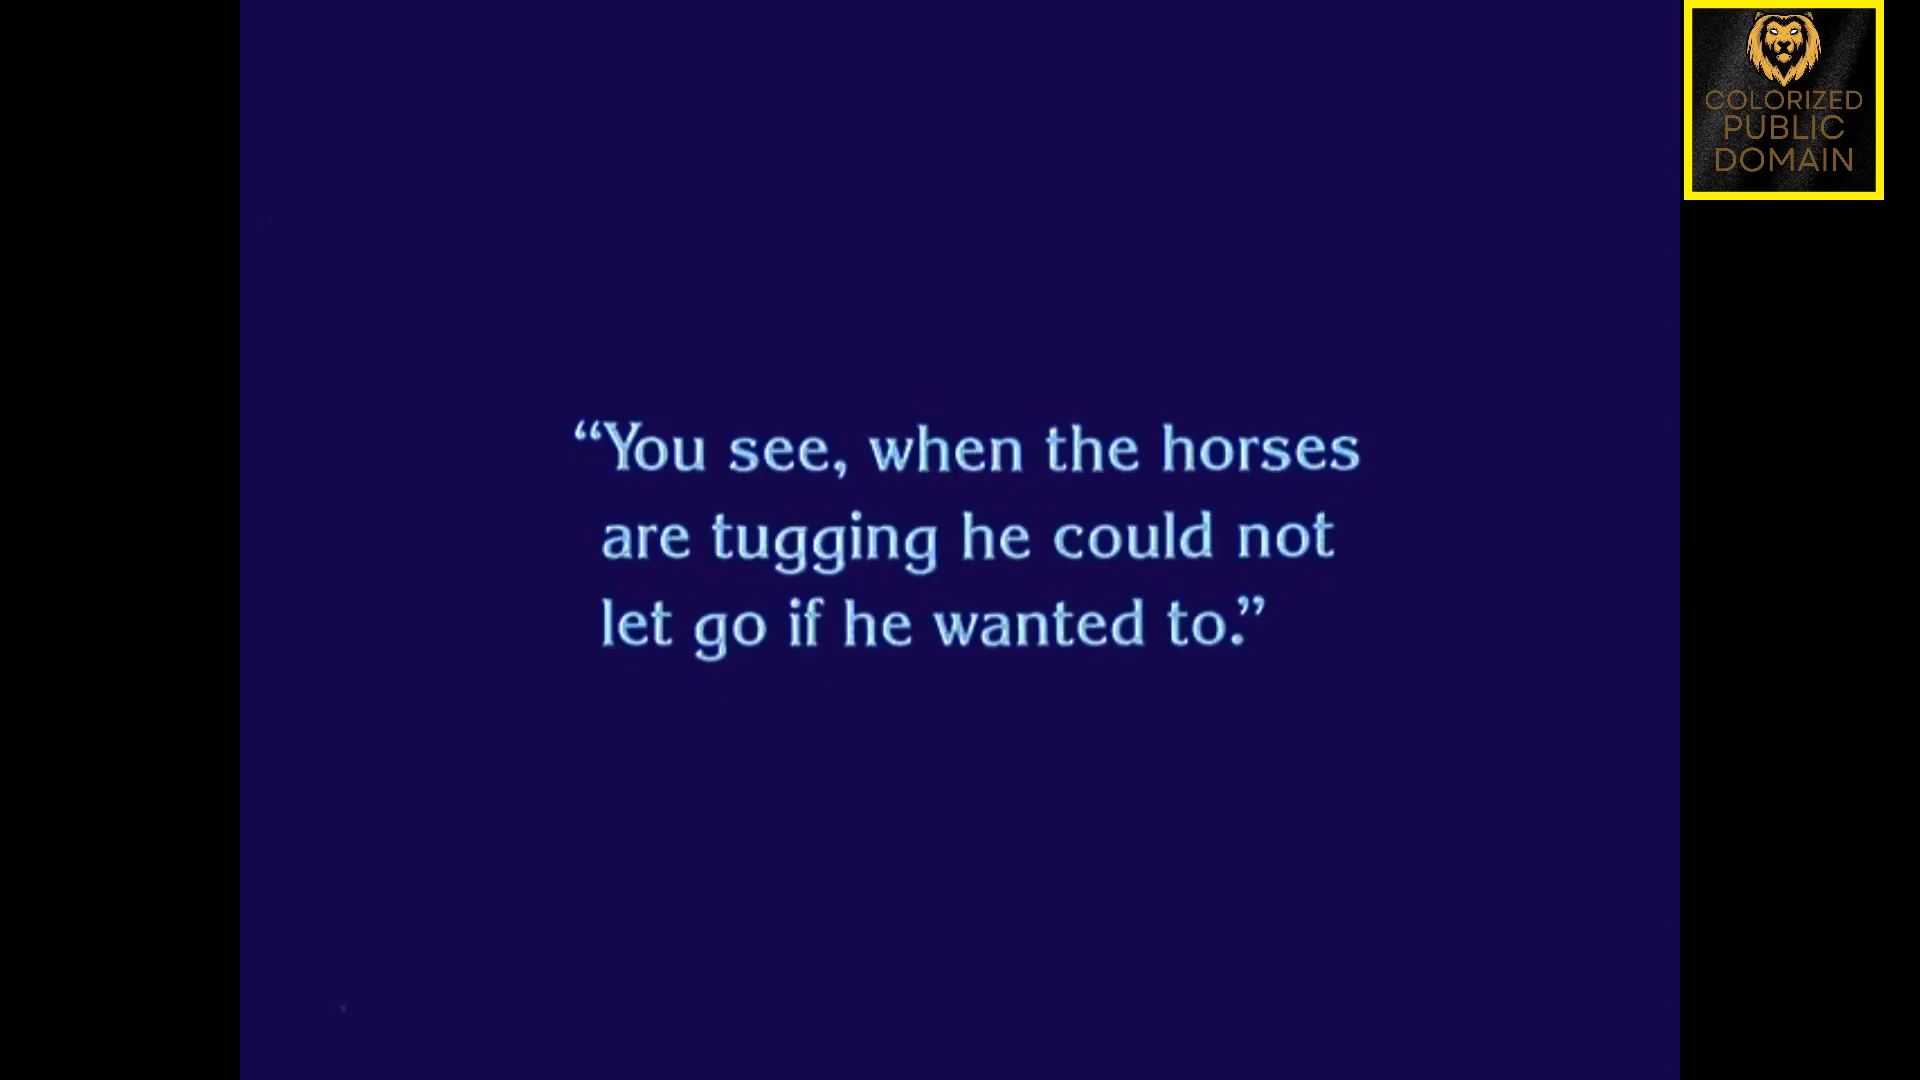 “You see, when the horses
are tugging he could not
let go if he wanted to.”
COLORIZED
PUBLIC
DOMAIN